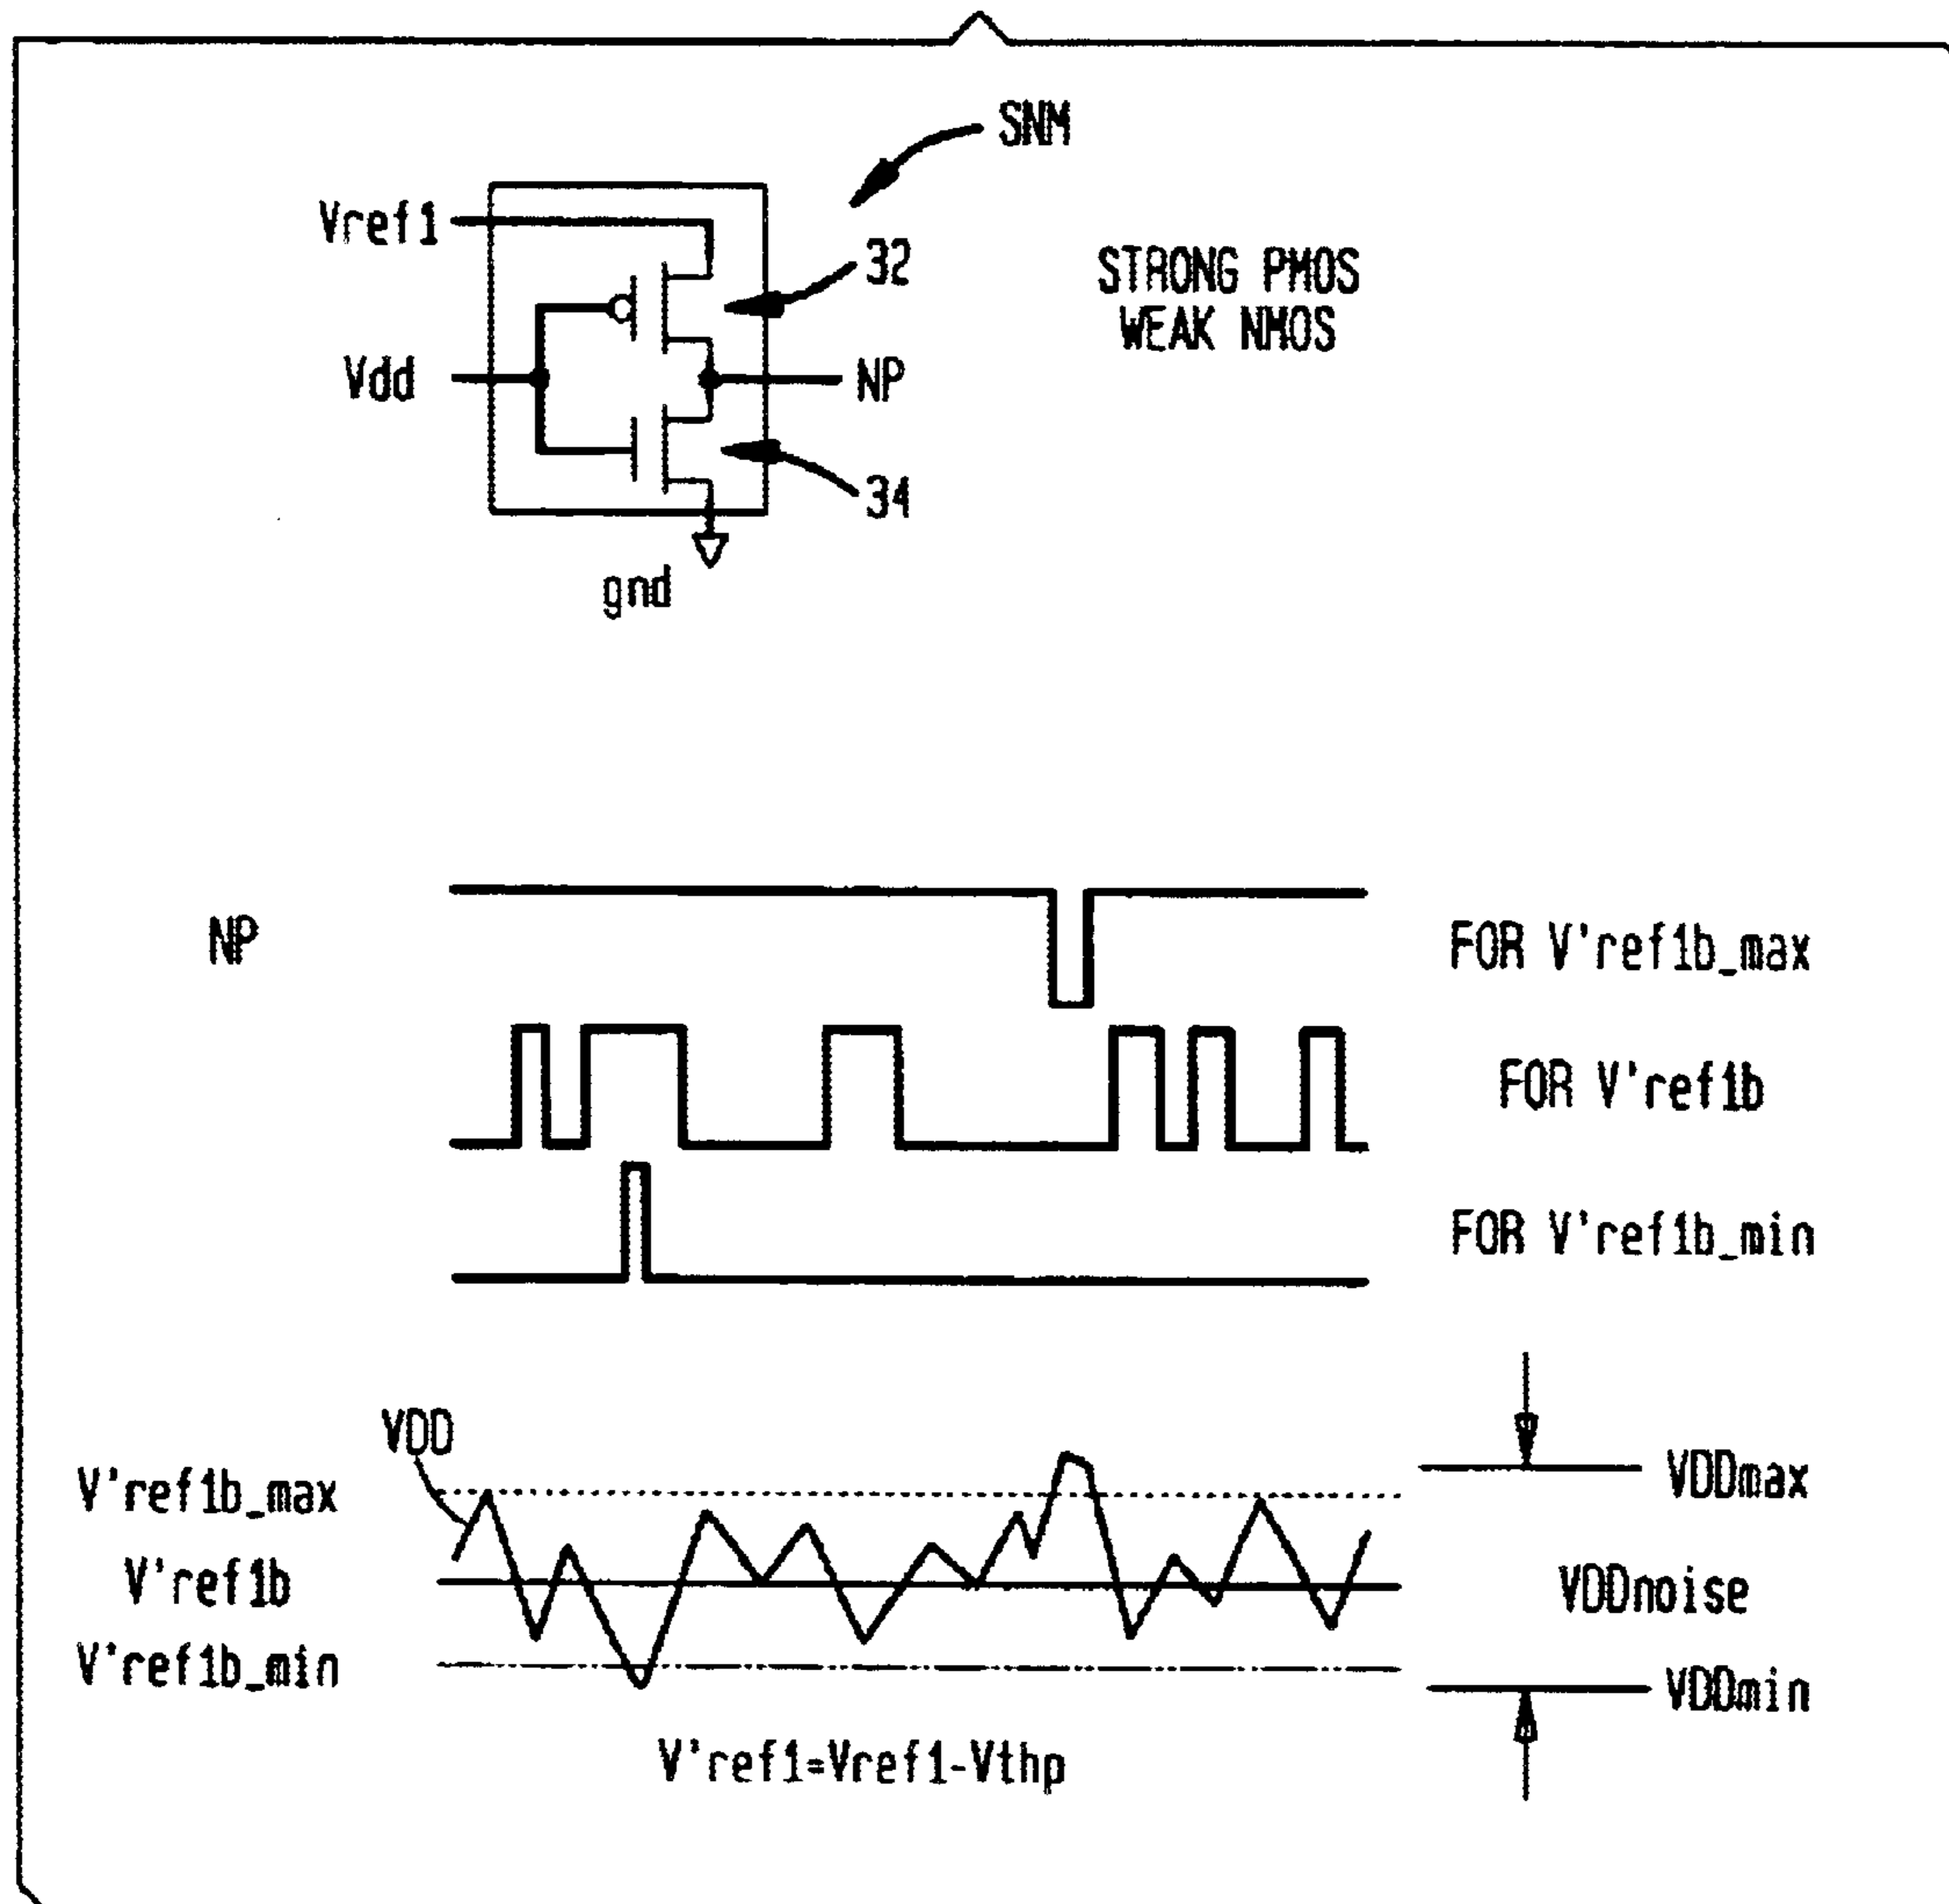 SNM
Vref1
32
STRONG PMOS
WEAK NMOS
Vdd
NP
34
gnd
NP
FOR V'ref1b_max
FOR V'ref1b
FOR V'ref1b_min
VDD
V'ref1b_max
VDDmax
V'ref1b
VDDnoise
V'ref1b_min
VDDmin
V'ref1=Vref1-Vthp